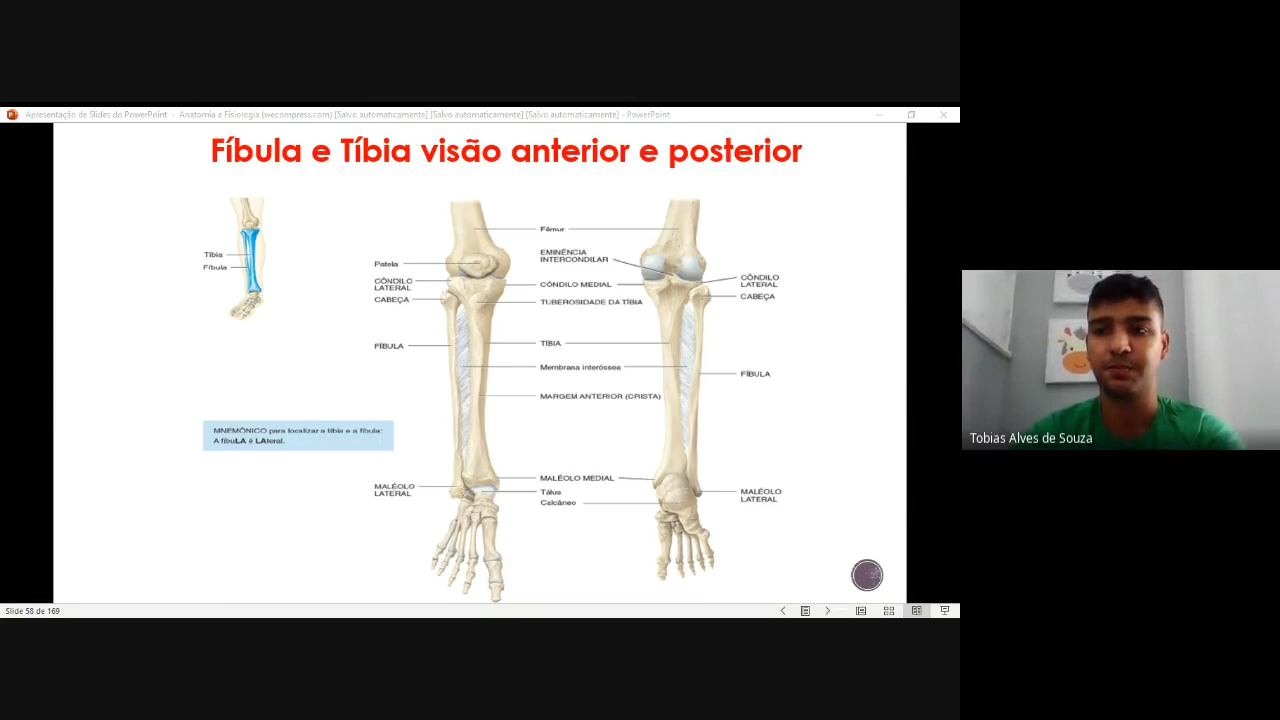 Apresentação de Slides do PowerPoint - Anatomia e Fisiologia (wecompress.com) [Salvo automaticamente] [Salvo automaticamente] [Salvo automaticamente] - PowerPoint
Fíbula e Tíbia visão anterior e posterior
Tíbia
Fíbula
Patela
CÔNDILO
LATERAL
CABEÇA
FÍBULA
MALÉOLO
LATERAL
Fêmur
EMINÊNCIA
INTERCONDILAR
CÔNDILO MEDIAL
TUBEROSIDADE DA TÍBIA
TÍBIA
Membrana interóssea
MARGEM ANTERIOR (CRISTA)
MALÉOLO MEDIAL
Tálus
Calcâneo
CÔNDILO
LATERAL
CABEÇA
FÍBULA
MALÉOLO
LATERAL
MNEMÔNICO para localizar a tíbia e a fíbula:
A fíbuLA é LAteral.
Tobias Alves de Souza
Slide 58 de 169